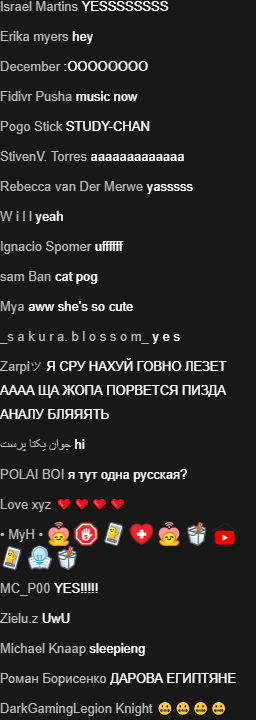 Israel Martins YESSSSSSSS
Erika myers hey
December :OOOOOOOO
Fidivr Pusha music now
Pogo Stick STUDY-CHAN
StivenV. Torres aaaaaaaaaaaaa
Rebecca van Der Merwe yasssss
W i l l yeah
Ignacio Spomer uffffff
sam Ban cat pog
Mya aww she's so cute
_s a k u r a. b l o s s o m_ y e s
Zarpiツ Я СРУ НАХУЙ ГОВНО ЛЕЗЕТ
АААА ЩА ЖОПА ПОРВЕТСЯ ПИЗДА
АНАЛУ БЛЯЯЯТЬ
جوان یکتا پرست hi
POLAI BOI я тут одна русская?
Love xyz ❤❤❤❤
• MyH •
MC_P00 YES!!!!!
Zielu.z UwU
Michael Knaap sleepieng
Роман Борисенко ДАРОВА ЕГИПТЯНЕ
DarkGamingLegion Knight 😬😬😬😬